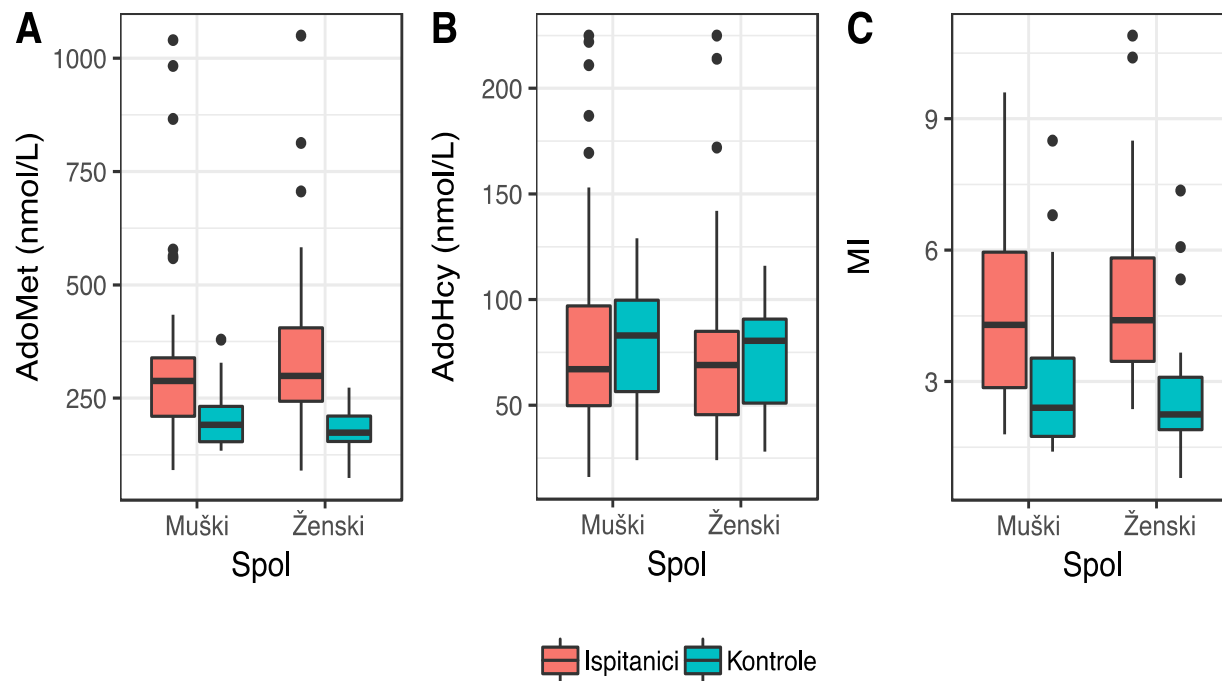 A
AdoMet (nmol/L)
1000
750
500
250
Muški Ženski
Spol
B
AdoHcy (nmol/L)
200
150
100
50
Muški Ženski
Spol
C
MI
9
6
3
Muški Ženski
Spol
Ispitanici Kontrole